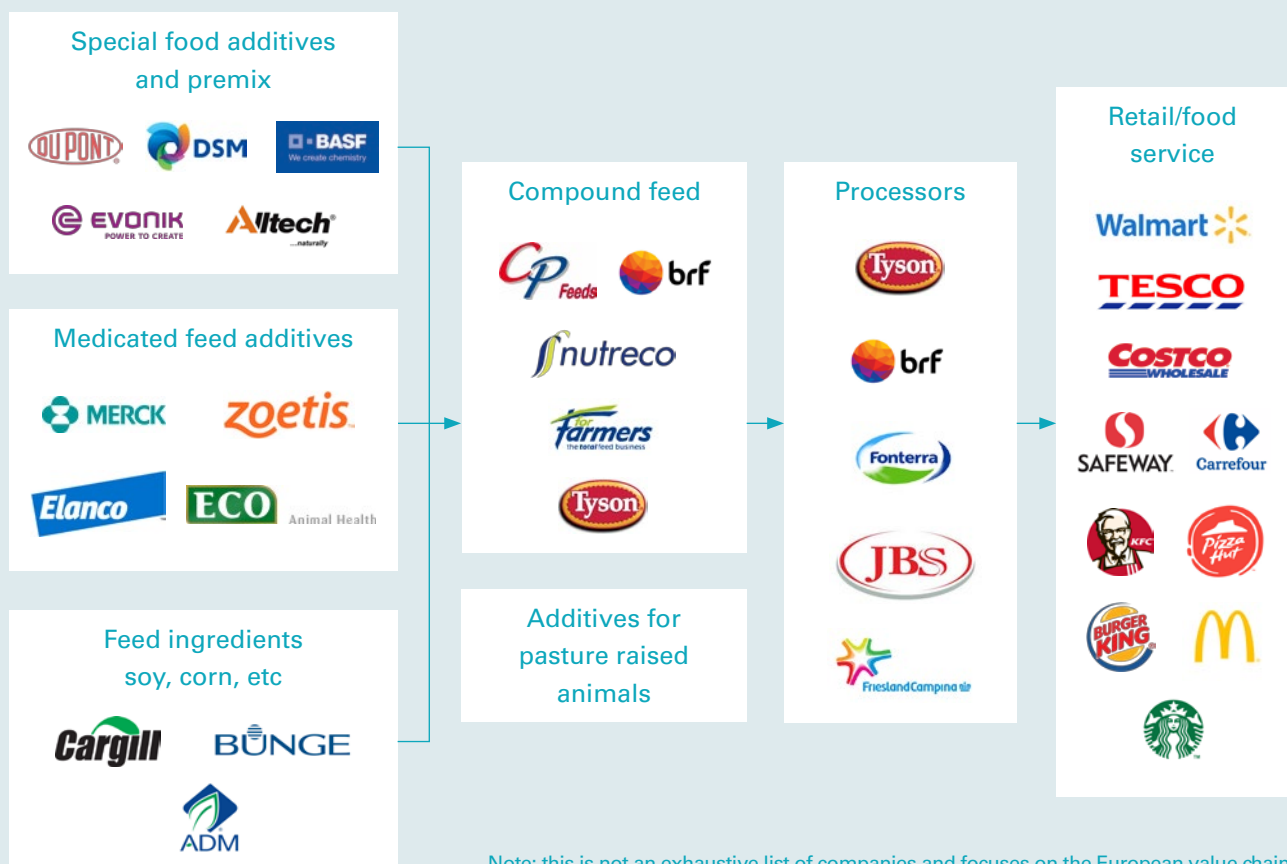 Special food additives
and premix
DU PONT
DSM
BASF
We create chemistry
EVONIK
POWER TO CREATE
Alltech
...naturally
Medicated feed additives
MERCK
zoetis
Elanco
ECO
Animal Health
Feed ingredients
soy, corn, etc
Cargill
BUNGE
ADM
Compound feed
CP
Feeds
brf
nutreco
for
farmers
the total feed business
Tyson
Additives for
pasture raised
animals
Processors
Tyson
brf
Fonterra
JBS
FrieslandCampina
Retail/food
service
Walmart
TESCO
COSTCO
WHOLESALE
SAFEWAY
Carrefour
KFC
Pizza
Hut
BURGER
KING
Note: this is not an exhaustive list of companies and focuses on the European value chain